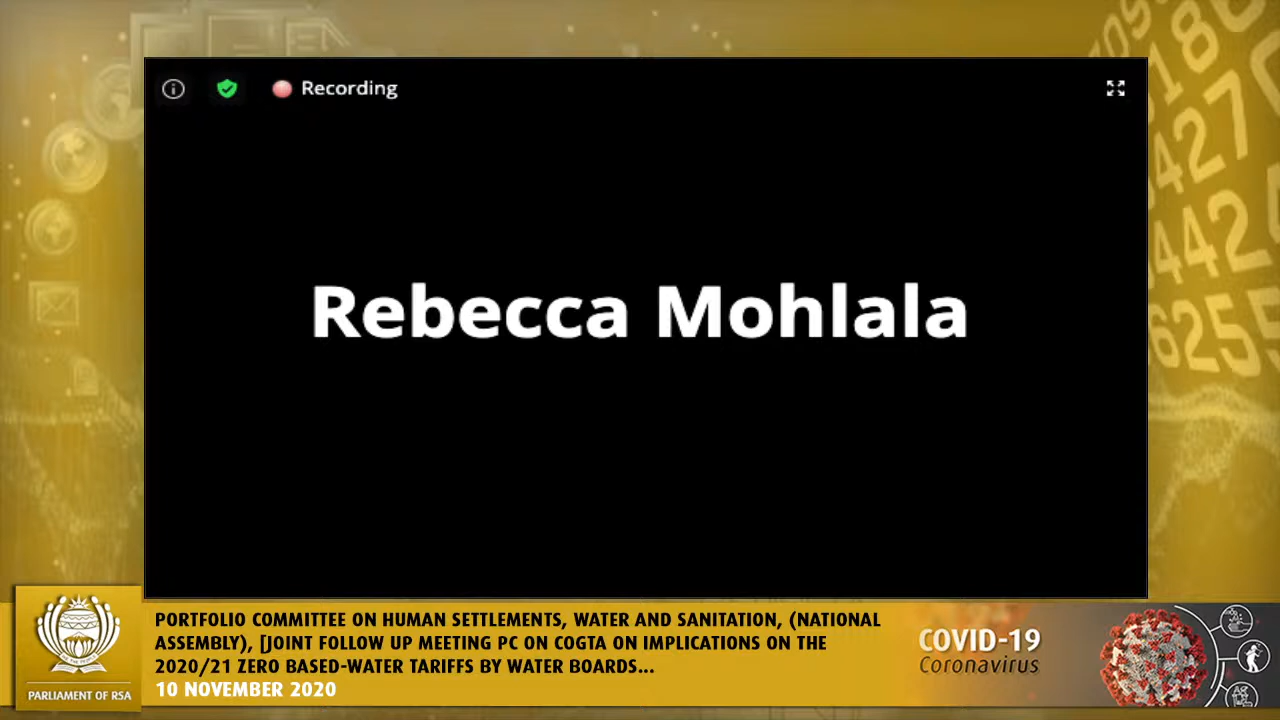 Recording
Rebecca Mohlala
PORTFOLIO COMMITTEE ON HUMAN SETTLEMENTS, WATER AND SANITATION, (NATIONAL
ASSEMBLY), [JOINT FOLLOW UP MEETING PC ON COGTA ON IMPLICATIONS ON THE
2020/21 ZERO BASED-WATER TARIFFS BY WATER BOARDS...
10 NOVEMBER 2020
PARLIAMENT OF RSA
COVID-19
Coronavirus